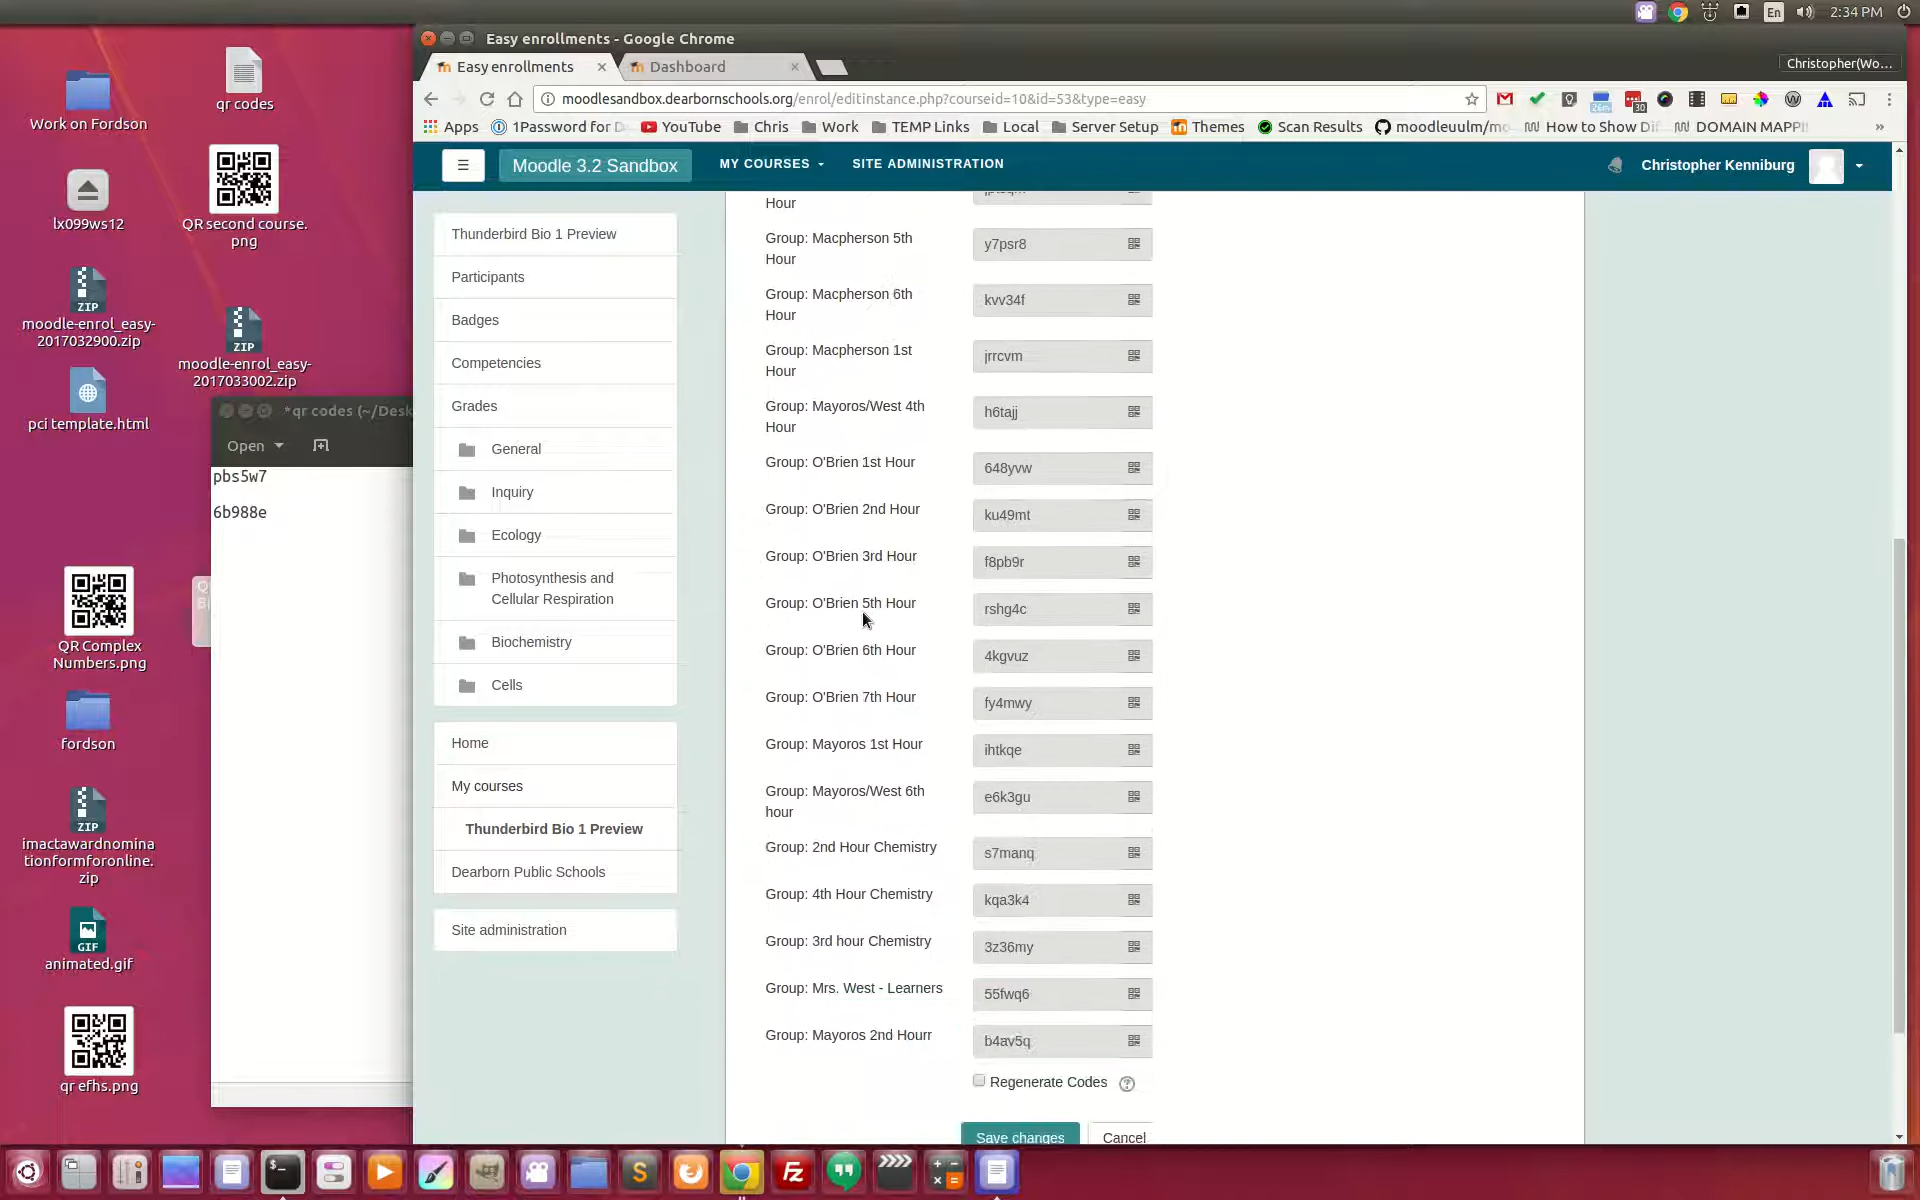 En
2:34 PM
Easy enrollments - Google Chrome
Easy enrollments
Dashboard
Christopher(Wo...
moodlesandbox.dearbornschools.org/enrol/editinstance.php?courseid=10&id=53&type=easy
Apps
1Password for D
YouTube
Chris
Work
TEMP Links
Local
Server Setup
Themes
Scan Results
moodleuulm/mo
How to Show Di
DOMAIN MAPPI
»
Moodle 3.2 Sandbox
MY COURSES
SITE ADMINISTRATION
Christopher Kenniburg
Work on Fordson
qr codes
lx099ws12
QR second course.
png
ZIP
moodle-enrol_easy-
2017032900.zip
ZIP
moodle-enrol_easy-
2017033002.zip
pci template.html
*qr codes (~/Desk
Open
pbs5w7
6b988e
QR Complex
Numbers.png
fordson
ZIP
imactawardnomina
tionformforonline.
zip
GIF
animated.gif
qr efhs.png
Thunderbird Bio 1 Preview
Participants
Badges
Competencies
Grades
General
Inquiry
Ecology
Photosynthesis and
Cellular Respiration
Biochemistry
Cells
Home
My courses
Thunderbird Bio 1 Preview
Dearborn Public Schools
Site administration
Hour
Group: Macpherson 5th
Hour
y7psr8
Group: Macpherson 6th
Hour
kvv34f
Group: Macpherson 1st
Hour
jrrcvm
Group: Mayoros/West 4th
Hour
h6tajj
Group: O'Brien 1st Hour
648yvw
Group: O'Brien 2nd Hour
ku49mt
Group: O'Brien 3rd Hour
f8pb9r
Group: O'Brien 5th Hour
rshg4c
Group: O'Brien 6th Hour
4kgvuz
Group: O'Brien 7th Hour
fy4mwy
Group: Mayoros 1st Hour
ihtkqe
Group: Mayoros/West 6th
hour
e6k3gu
Group: 2nd Hour Chemistry
s7manq
Group: 4th Hour Chemistry
kqa3k4
Group: 3rd hour Chemistry
3z36my
Group: Mrs. West - Learners
55fwq6
Group: Mayoros 2nd Hourr
b4av5q
Regenerate Codes
Save changes
Cancel